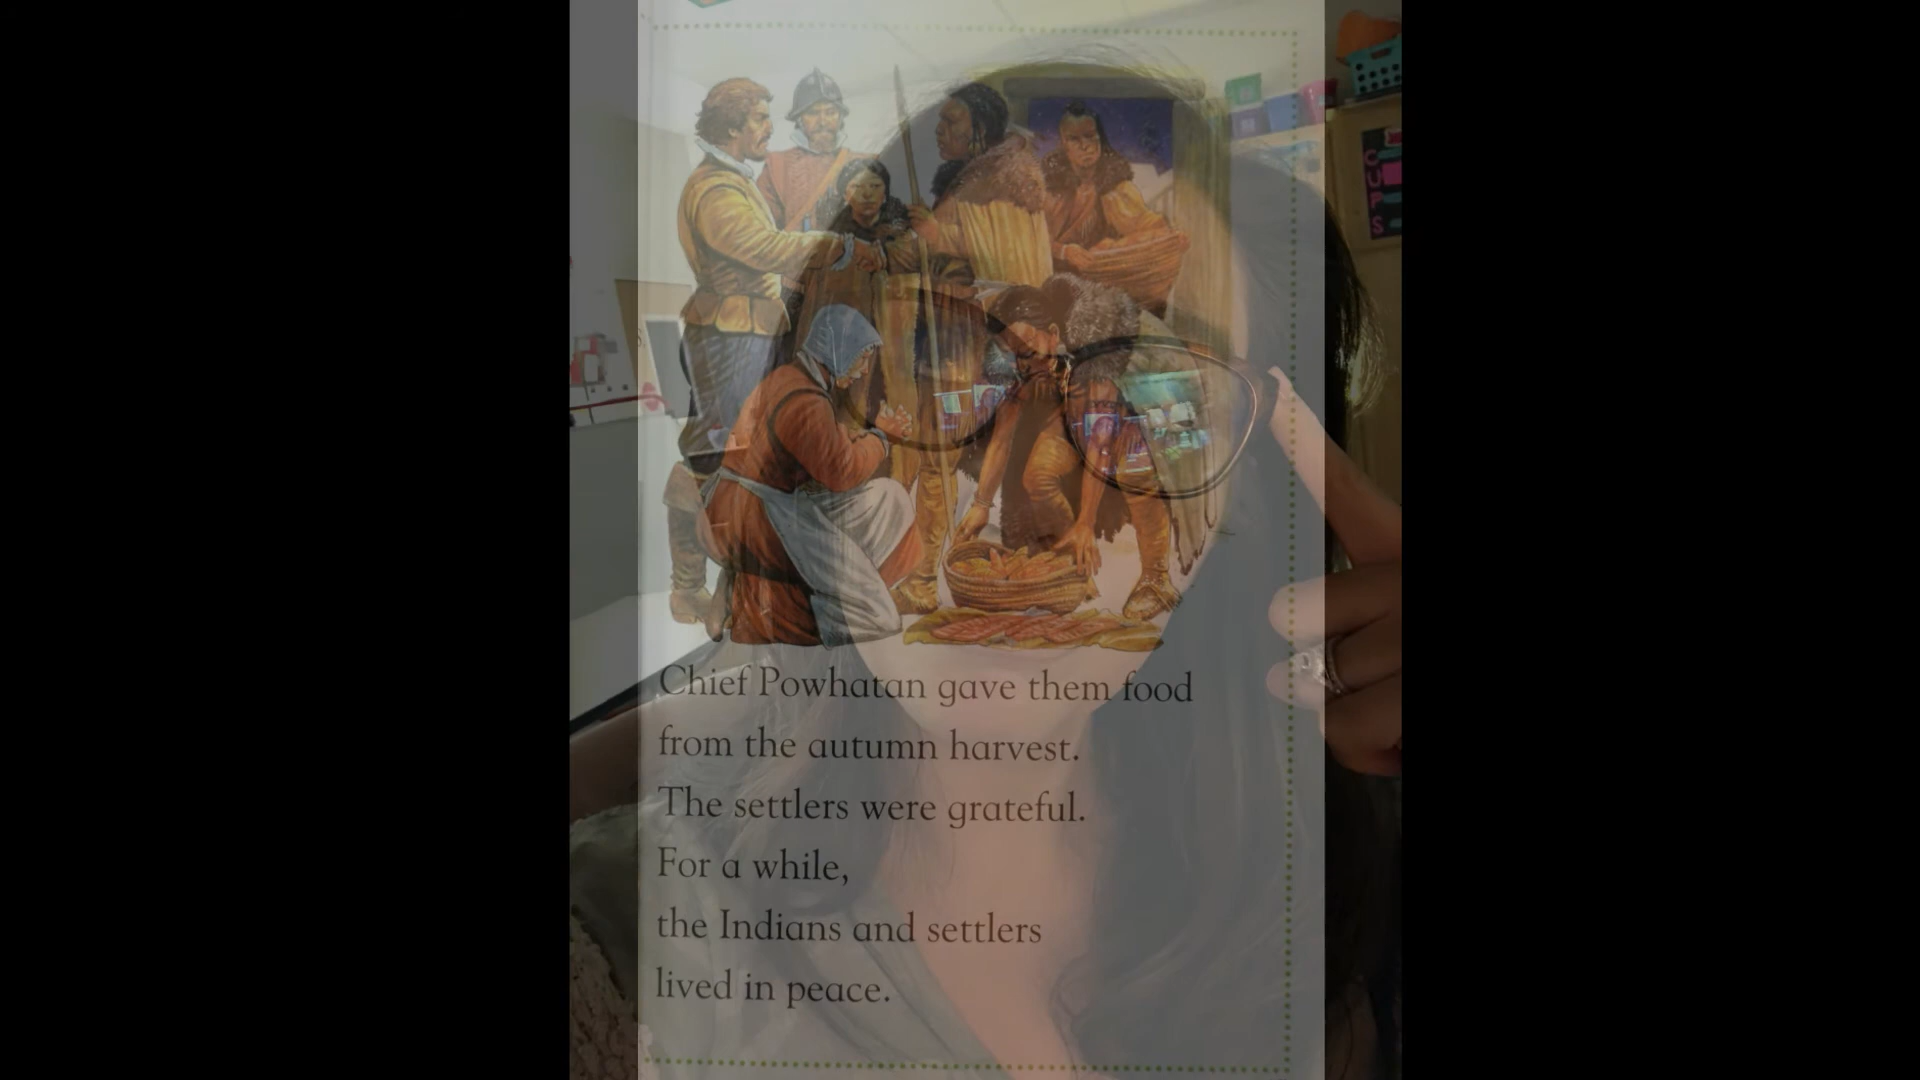 Chief Powhatan gave them food
from the autumn harvest.
The settlers were grateful.
For a while,
the Indians and settlers
lived in peace.
CUPS